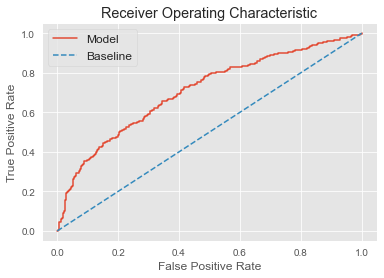 Receiver Operating Characteristic
1.0
0.8
0.6
0.4
0.2
0.0
True Positive Rate
Model
Baseline
0.0 0.2 0.4 0.6 0.8 1.0
False Positive Rate